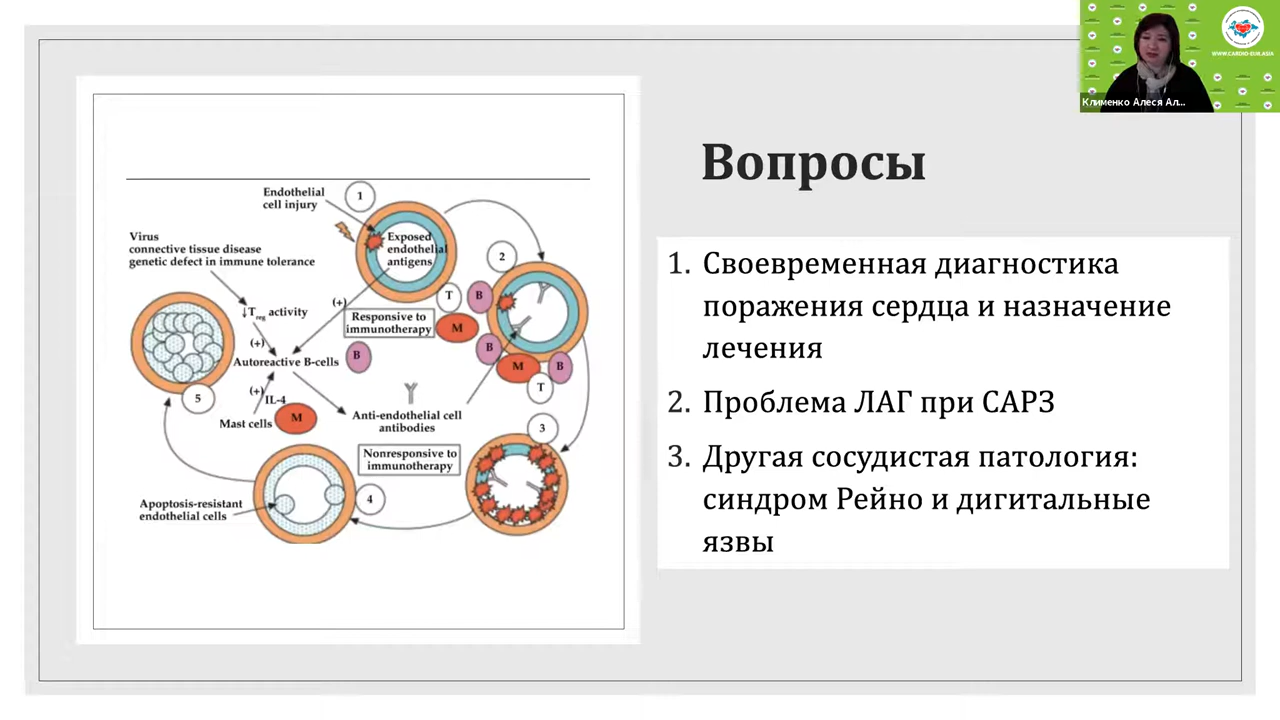 WWW.CARDIO-EUR.ASIA
Клименко Алеся Ал...
Вопросы
1. Своевременная диагностика
поражения сердца и назначение
лечения
2. Проблема ЛАГ при САРЗ
3. Другая сосудистая патология:
синдром Рейно и дигитальные
язвы
Endothelial
cell injury
1
Exposed
endothelial
antigens
Virus
connective tissue disease
genetic defect in immune tolerance
2
T
B
(+)
↓Treg activity
Responsive to
immunotherapy
M
B
(+)
B
Autoreactive B-cells
M
B
T
5
(+)
IL-4
M
Mast cells
Anti-endothelial cell
antibodies
3
Nonresponsive to
immunotherapy
4
Apoptosis-resistant
endothelial cells